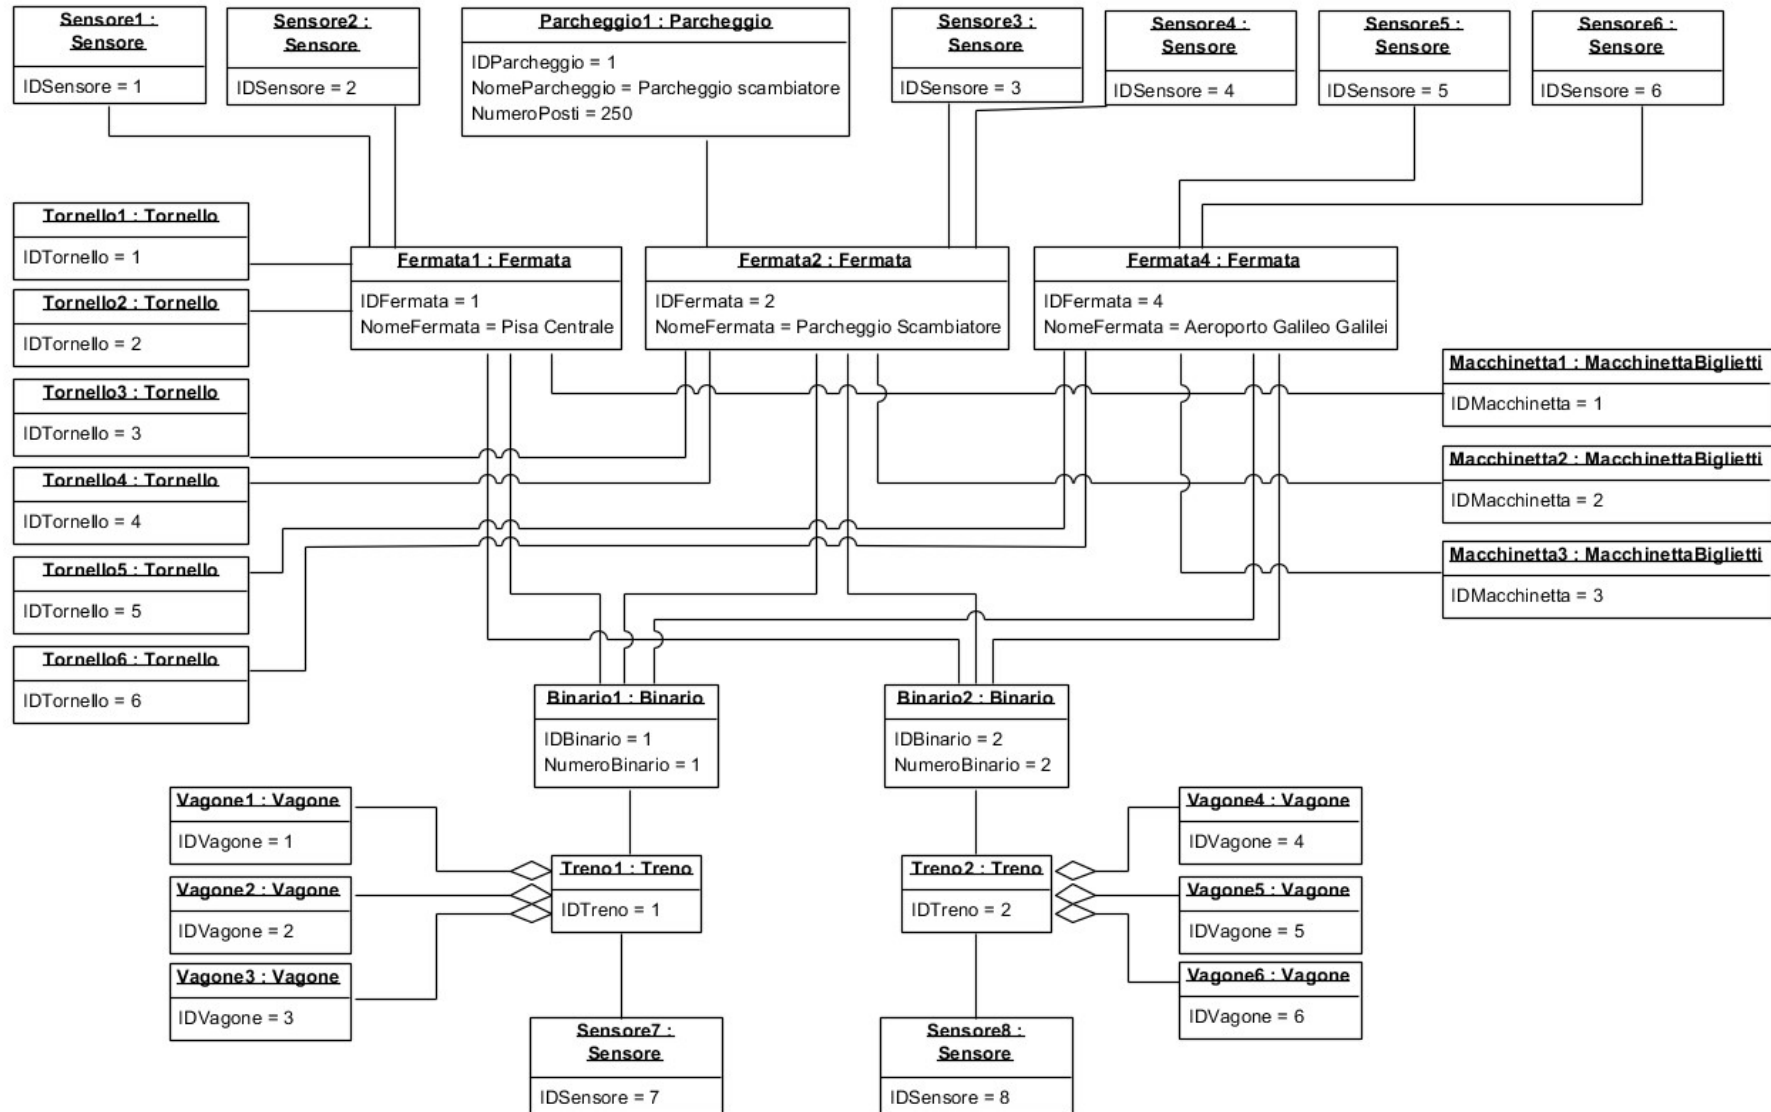 Sensore1 :
Sensore
IDSensore = 1
Sensore2 :
Sensore
IDSensore = 2
Parcheggio1 : Parcheggio
IDParcheggio = 1
NomeParcheggio = Parcheggio scambiatore
NumeroPosti = 250
Sensore3 :
Sensore
IDSensore = 3
Sensore4 :
Sensore
IDSensore = 4
Sensore5 :
Sensore
IDSensore = 5
Sensore6 :
Sensore
IDSensore = 6
Tornello1 : Tornello
IDTornello = 1
Tornello2 : Tornello
IDTornello = 2
Tornello3 : Tornello
IDTornello = 3
Tornello4 : Tornello
IDTornello = 4
Tornello5 : Tornello
IDTornello = 5
Tornello6 : Tornello
IDTornello = 6
Fermata1 : Fermata
IDFermata = 1
NomeFermata = Pisa Centrale
Fermata2 : Fermata
IDFermata = 2
NomeFermata = Parcheggio Scambiatore
Fermata4 : Fermata
IDFermata = 4
NomeFermata = Aeroporto Galileo Galilei
Macchinetta1 : MacchinettaBiglietti
IDMacchinetta = 1
Macchinetta2 : MacchinettaBiglietti
IDMacchinetta = 2
Macchinetta3 : MacchinettaBiglietti
IDMacchinetta = 3
Binario1 : Binario
IDBinario = 1
NumeroBinario = 1
Binario2 : Binario
IDBinario = 2
NumeroBinario = 2
Vagone1 : Vagone
IDVagone = 1
Vagone2 : Vagone
IDVagone = 2
Vagone3 : Vagone
IDVagone = 3
Treno1 : Treno
IDTreno = 1
Treno2 : Treno
IDTreno = 2
Vagone4 : Vagone
IDVagone = 4
Vagone5 : Vagone
IDVagone = 5
Vagone6 : Vagone
IDVagone = 6
Sensore7 :
Sensore
IDSensore = 7
Sensore8 :
Sensore
IDSensore = 8